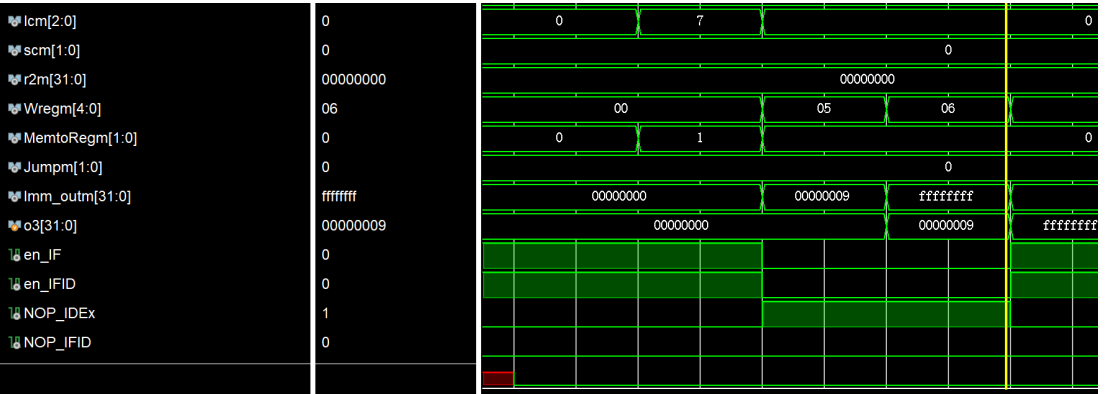 lcm[2:0] 0 0 7 0
scm[1:0] 0 0
r2m[31:0] 00000000 00000000
Wregm[4:0] 06 00 05 06
MemtoRegm[1:0] 0 0 1 0
Jumpm[1:0] 0 0
Imm_outm[31:0] ffffffff 00000000 00000009 ffffffff
o3[31:0] 00000009 00000000 00000009 ffffffff
en_IF 0
en_IFID 0
NOP_IDEx 1
NOP_IFID 0